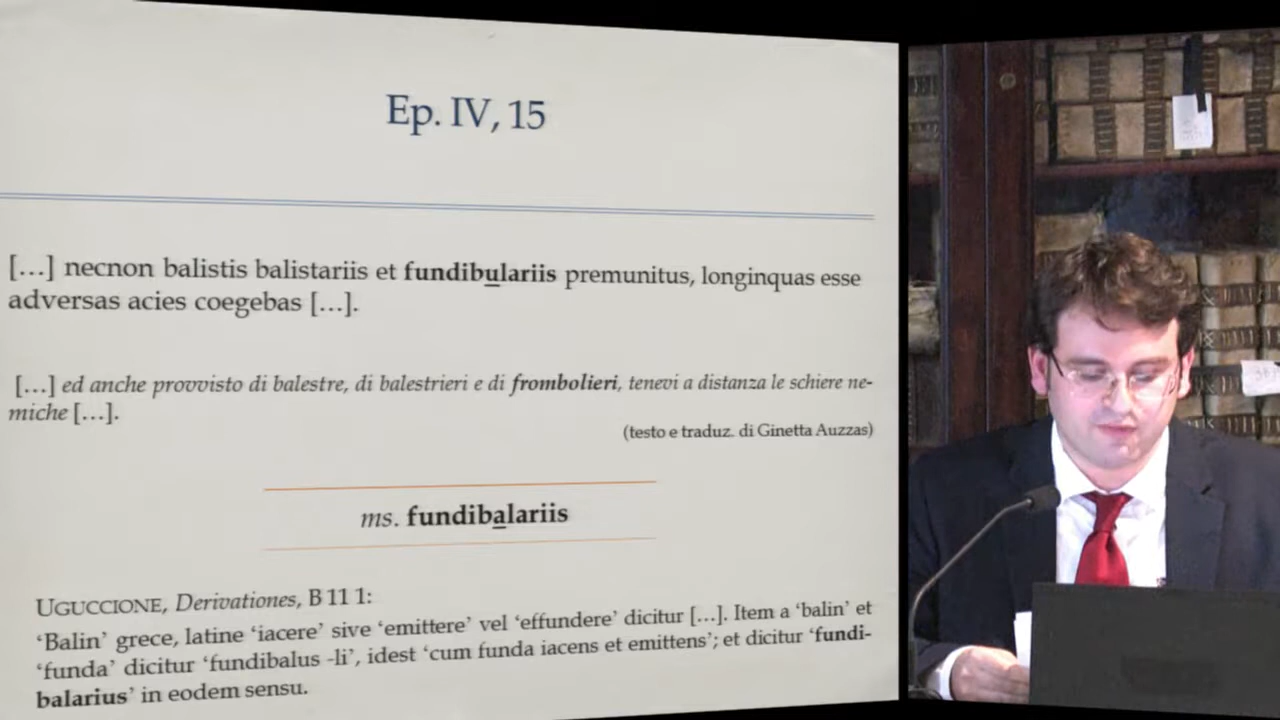 Ep. IV, 15
[…] necnon balistis balistariis et fundibulariis premunitus, longinquas esse
adversas acies coegebas […].
[…] ed anche provvisto di balestre, di balestrieri e di frombolieri, tenevi a distanza le schiere ne-
miche […].
(testo e traduz. di Ginetta Auzzas)
ms. fundibalariis
UGUCCIONE, Derivationes, B 11 1:
‘Balin’ grece, latine ‘iacere’ sive ‘emittere’ vel ‘effundere’ dicitur […]. Item a ‘balin’ et
‘funda’ dicitur ‘fundibalus -li’, idest ‘cum funda iacens et emittens’; et dicitur ‘fundi-
balarius’ in eodem sensu.